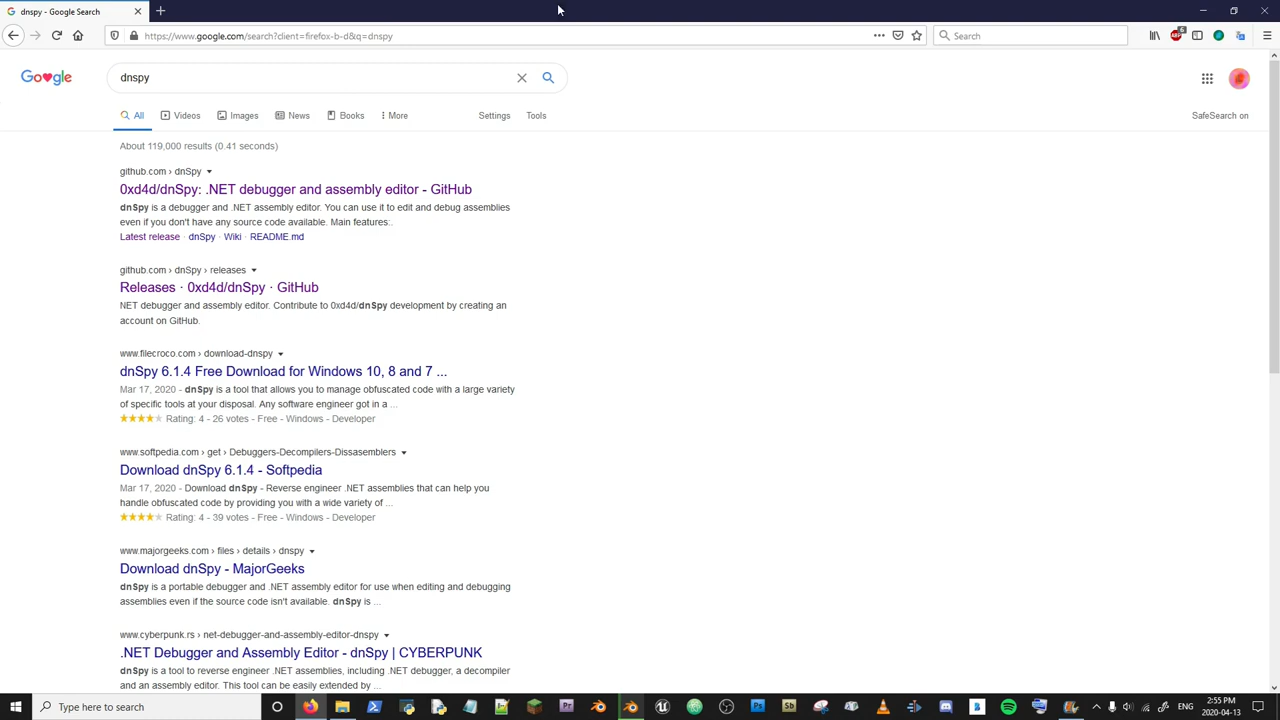 dnspy - Google Search
https://www.google.com/search?client=firefox-b-d&q=dnspy
Search
6
dnspy
All Videos Images News Books More Settings Tools SafeSearch on
About 119,000 results (0.41 seconds)
github.com › dnSpy
0xd4d/dnSpy: .NET debugger and assembly editor - GitHub
dnSpy is a debugger and .NET assembly editor. You can use it to edit and debug assemblies
even if you don't have any source code available. Main features:.
Latest release · dnSpy · Wiki · README.md
github.com › dnSpy › releases
Releases · 0xd4d/dnSpy · GitHub
NET debugger and assembly editor. Contribute to 0xd4d/dnSpy development by creating an
account on GitHub.
www.filecroco.com › download-dnspy
dnSpy 6.1.4 Free Download for Windows 10, 8 and 7 ...
Mar 17, 2020 - dnSpy is a tool that allows you to manage obfuscated code with a large variety
of specific tools at your disposal. Any software engineer got in a ...
Rating: 4 - 26 votes - Free - Windows - Developer
www.softpedia.com › get › Debuggers-Decompilers-Dissasemblers
Download dnSpy 6.1.4 - Softpedia
Mar 17, 2020 - Download dnSpy - Reverse engineer .NET assemblies that can help you
handle obfuscated code by providing you with a wide variety of ...
Rating: 4 - 39 votes - Free - Windows - Developer
www.majorgeeks.com › files › details › dnspy
Download dnSpy - MajorGeeks
dnSpy is a portable debugger and .NET assembly editor for use when editing and debugging
assemblies even if the source code isn't available. dnSpy is ...
www.cyberpunk.rs › net-debugger-and-assembly-editor-dnspy
.NET Debugger and Assembly Editor - dnSpy | CYBERPUNK
dnSpy is a tool to reverse engineer .NET assemblies, including .NET debugger, a decompiler
and an assembly editor. This tool can be easily extended by ...
Type here to search
Pr
Ps
Sb
ENG
2:55 PM
2020-04-13